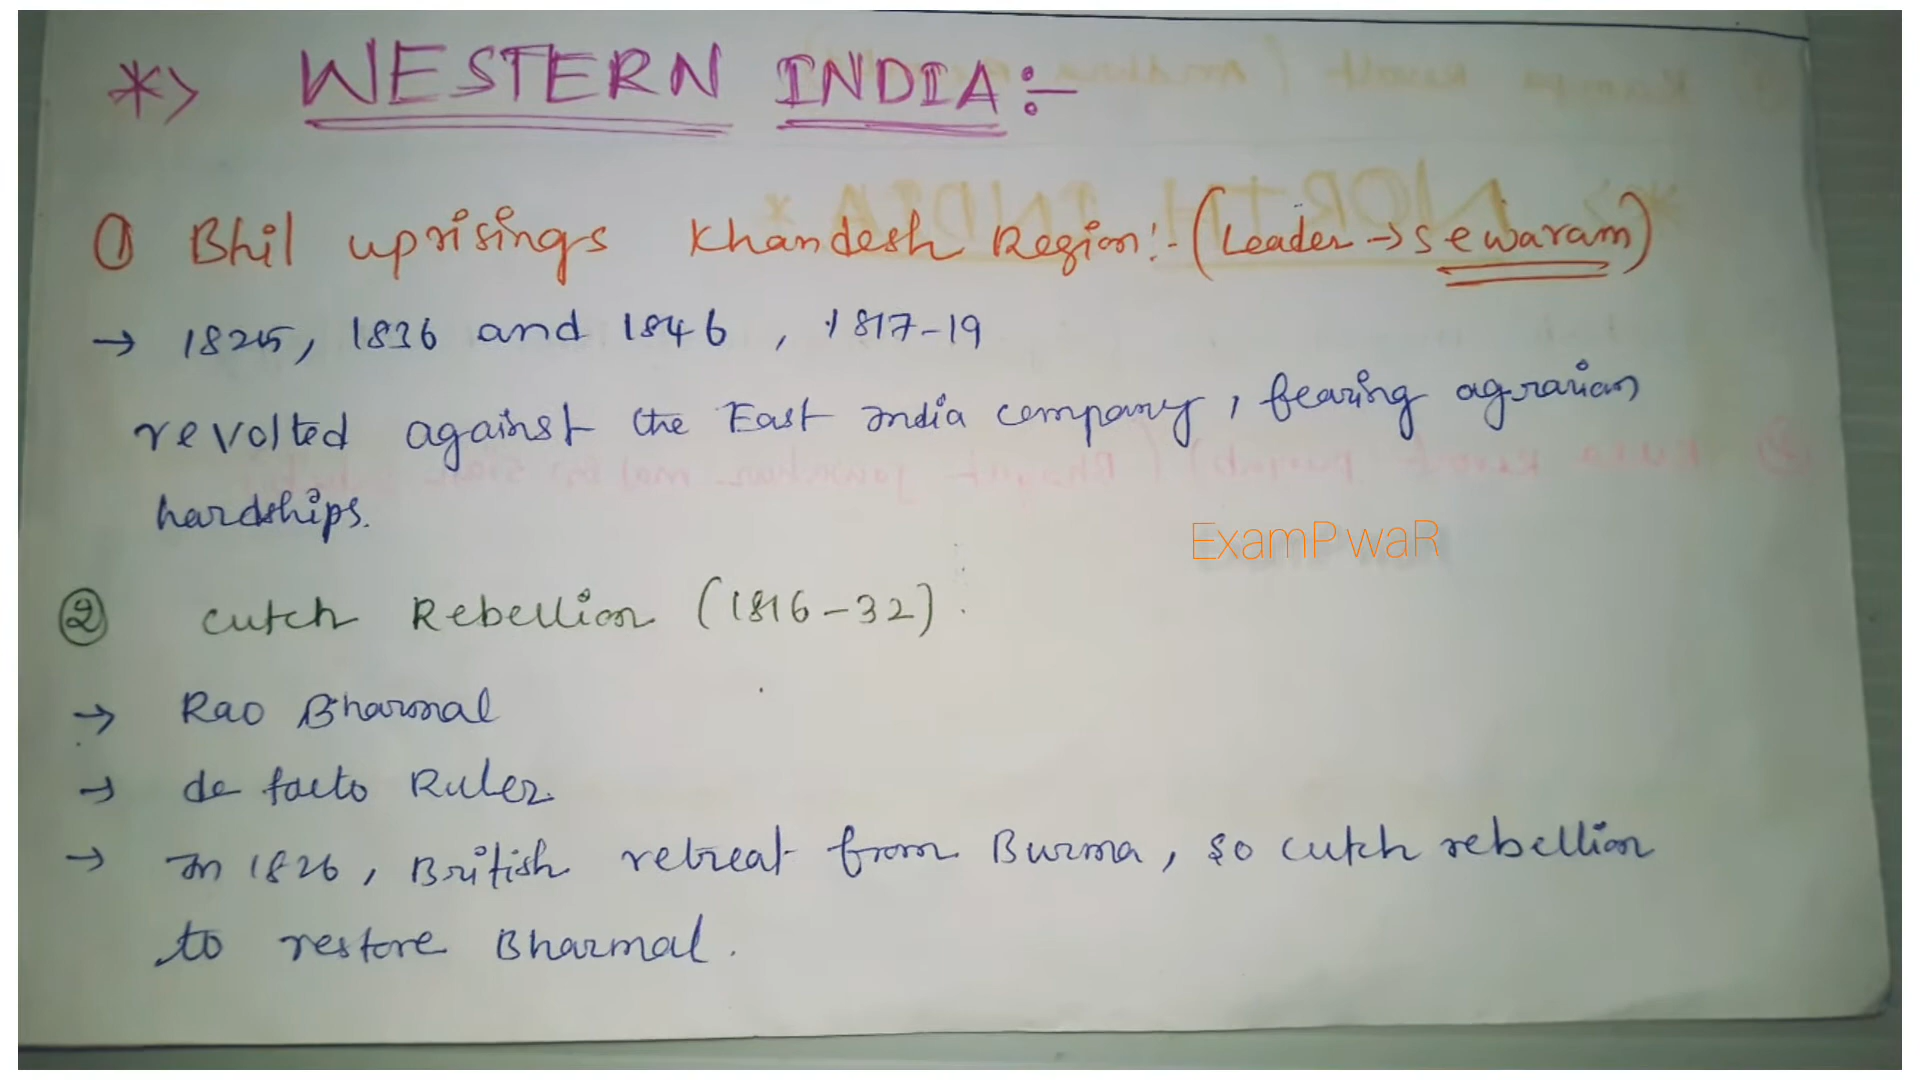 *> WESTERN INDIA:-
① Bhil uprisings Khandesh Region:- (Leader → sewaram)
→ 1825, 1836 and 1846, 1817-19
revolted against the East India company, fearing agrarian
hardships.
ExamPwaR
② cutch Rebellion (1816-32)
→ Rao Bharmal
→ de facto Ruler
→ In 1826, British retreat from Burma, so cutch rebellion
to restore Bharmal.